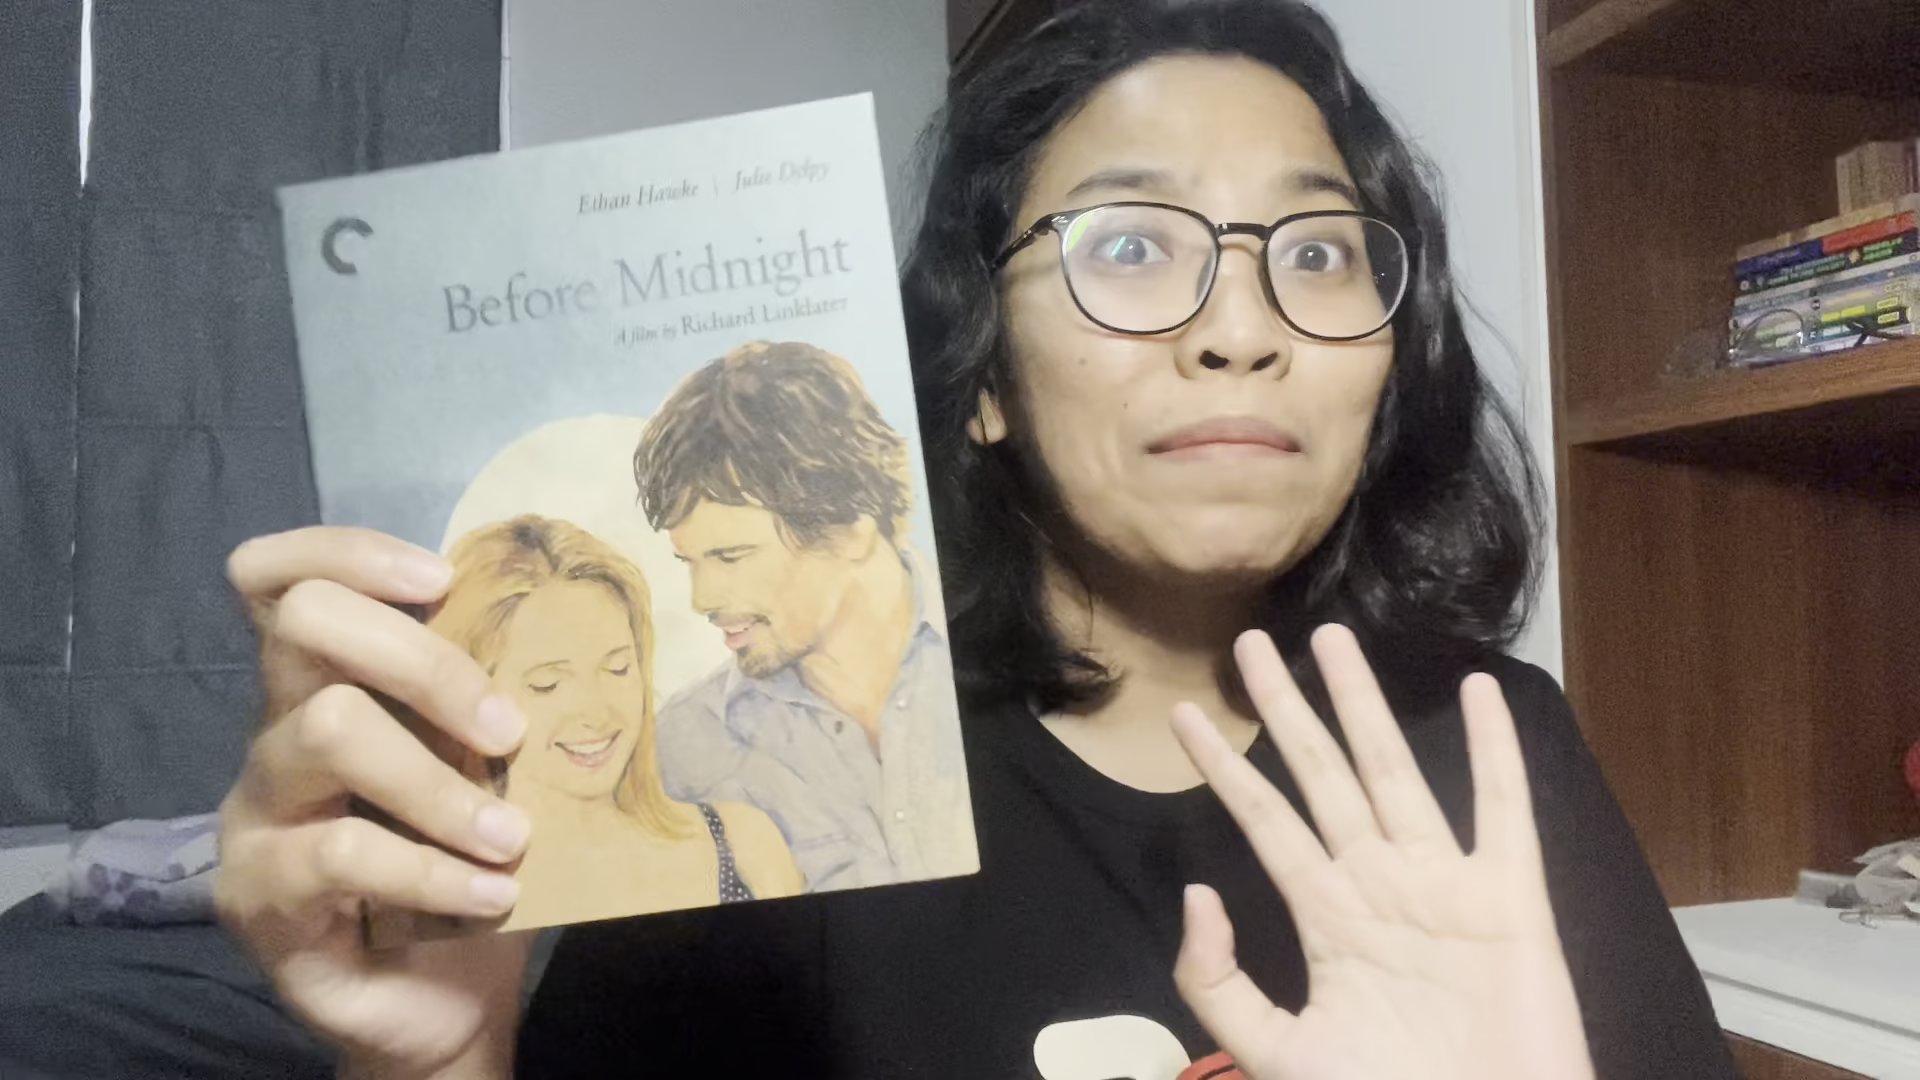 Ethan Hawke | Julie Delpy
Before Midnight
A film by Richard Linklater